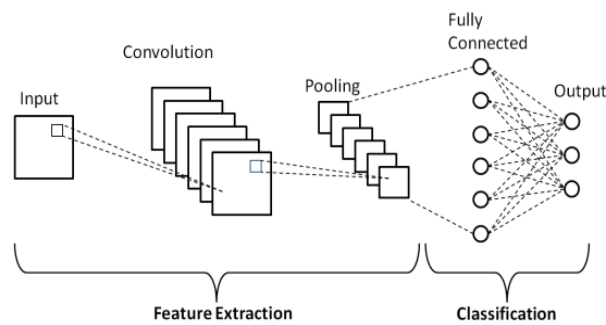 Input
Convolution
Pooling
Fully
Connected
Output
Feature Extraction
Classification